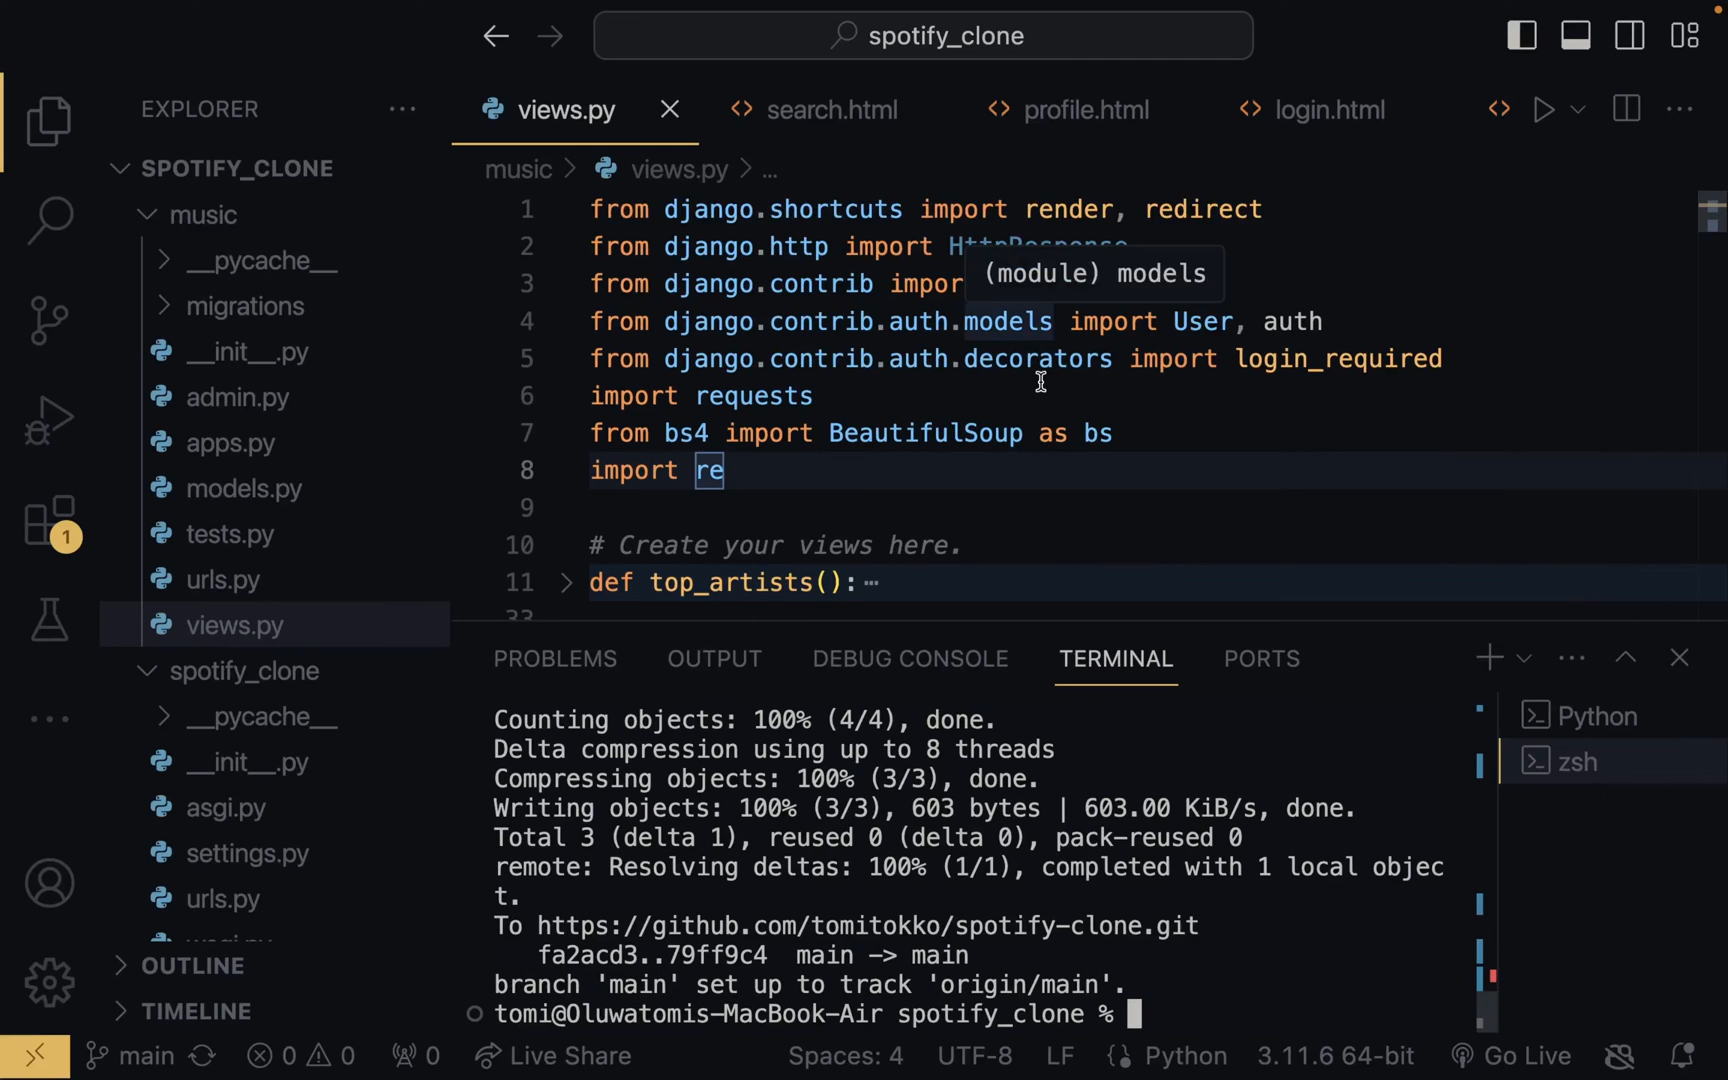 spotify_clone
EXPLORER
views.py
search.html
profile.html
login.html
SPOTIFY_CLONE
music > views.py > ...
music
__pycache__
migrations
__init__.py
admin.py
apps.py
models.py
tests.py
urls.py
views.py
spotify_clone
__pycache__
__init__.py
asgi.py
settings.py
urls.py
OUTLINE
TIMELINE
1
1 from django.shortcuts import render, redirect
2 from django.http import HttpResponse
(module) models
3 from django.contrib impor
4 from django.contrib.auth.models import User, auth
5 from django.contrib.auth.decorators import login_required
6 import requests
7 from bs4 import BeautifulSoup as bs
8 import re
9
10 # Create your views here.
11 def top_artists(): ⋯
33
PROBLEMS OUTPUT DEBUG CONSOLE TERMINAL PORTS
Counting objects: 100% (4/4), done.
Delta compression using up to 8 threads
Compressing objects: 100% (3/3), done.
Writing objects: 100% (3/3), 603 bytes | 603.00 KiB/s, done.
Total 3 (delta 1), reused 0 (delta 0), pack-reused 0
remote: Resolving deltas: 100% (1/1), completed with 1 local objec
t.
To https://github.com/tomitokko/spotify-clone.git
fa2acd3..79ff9c4 main -> main
branch 'main' set up to track 'origin/main'.
tomi@Oluwatomis-MacBook-Air spotify_clone %
Python
zsh
main 0 0 0 Live Share Spaces: 4 UTF-8 LF Python 3.11.6 64-bit Go Live